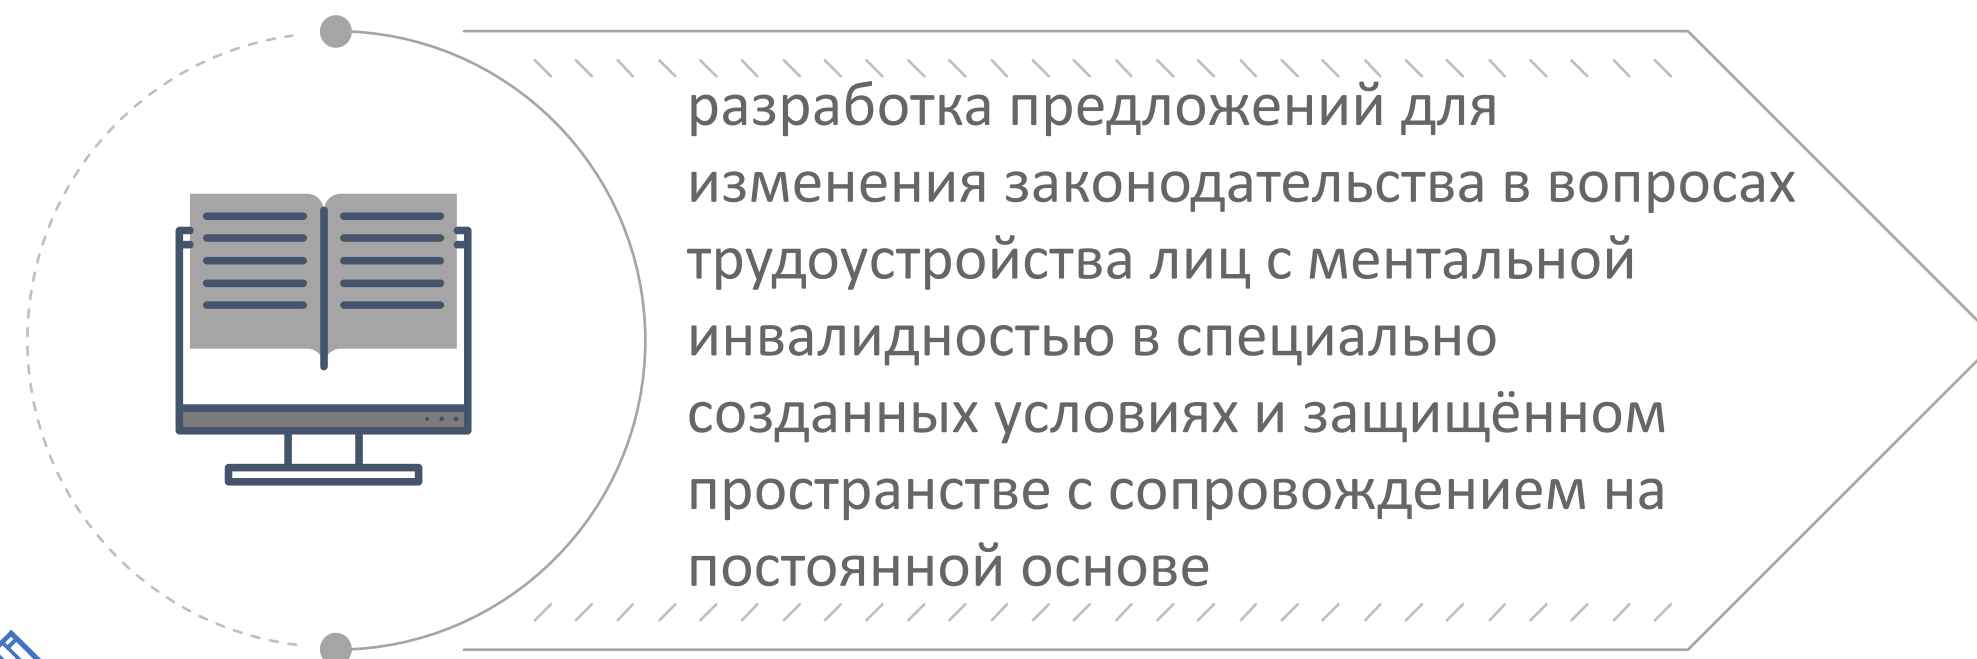 разработка предложений для
изменения законодательства в вопросах
трудоустройства лиц с ментальной
инвалидностью в специально
созданных условиях и защищённом
пространстве с сопровождением на
постоянной основе